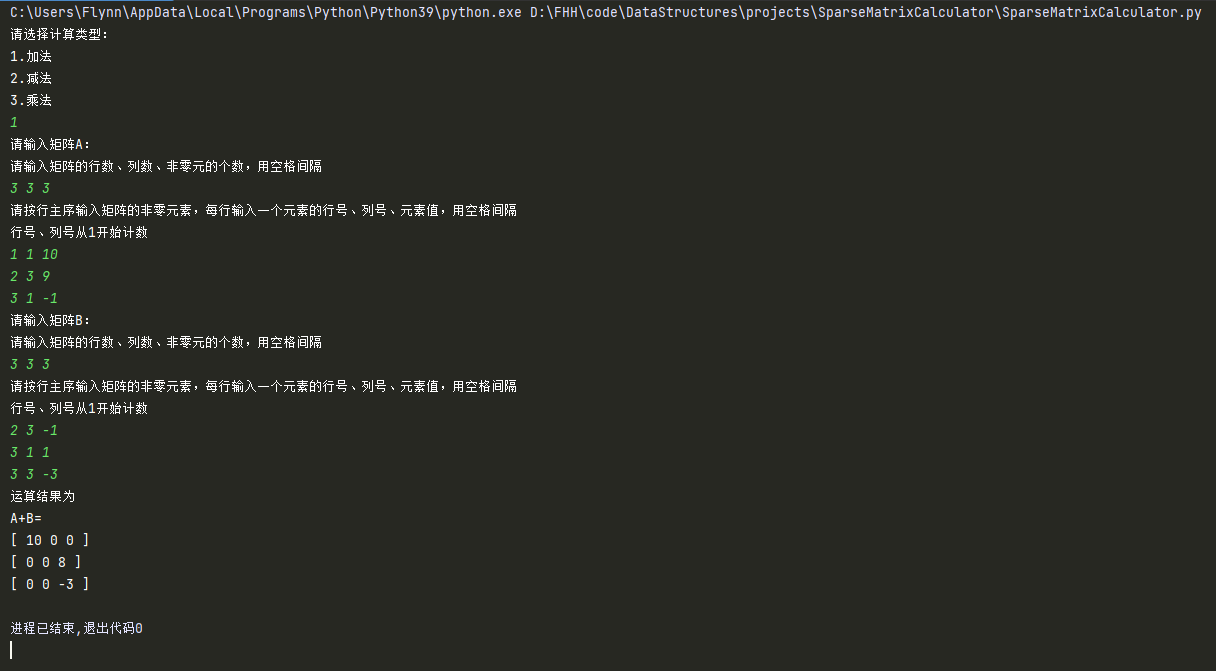 C:\Users\Flynn\AppData\Local\Programs\Python\Python39\python.exe D:\FHH\code\DataStructures\projects\SparseMatrixCalculator\SparseMatrixCalculator.py
请选择计算类型:
1.加法
2.减法
3.乘法
1
请输入矩阵A:
请输入矩阵的行数、列数、非零元的个数，用空格间隔
3 3 3
请按行主序输入矩阵的非零元素，每行输入一个元素的行号、列号、元素值，用空格间隔
行号、列号从1开始计数
1 1 10
2 3 9
3 1 -1
请输入矩阵B:
请输入矩阵的行数、列数、非零元的个数，用空格间隔
3 3 3
请按行主序输入矩阵的非零元素，每行输入一个元素的行号、列号、元素值，用空格间隔
行号、列号从1开始计数
2 3 -1
3 1 1
3 3 -3
运算结果为
A+B=
[ 10 0 0 ]
[ 0 0 8 ]
[ 0 0 -3 ]
进程已结束,退出代码0